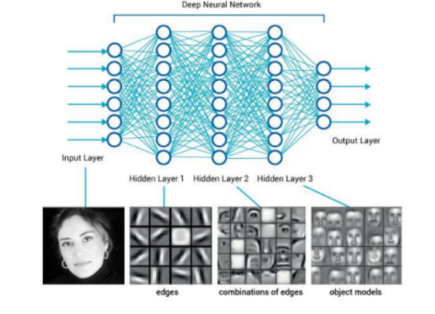 Deep Neural Network
Input Layer
Output Layer
Hidden Layer 1
Hidden Layer 2
Hidden Layer 3
edges
combinations of edges
object models